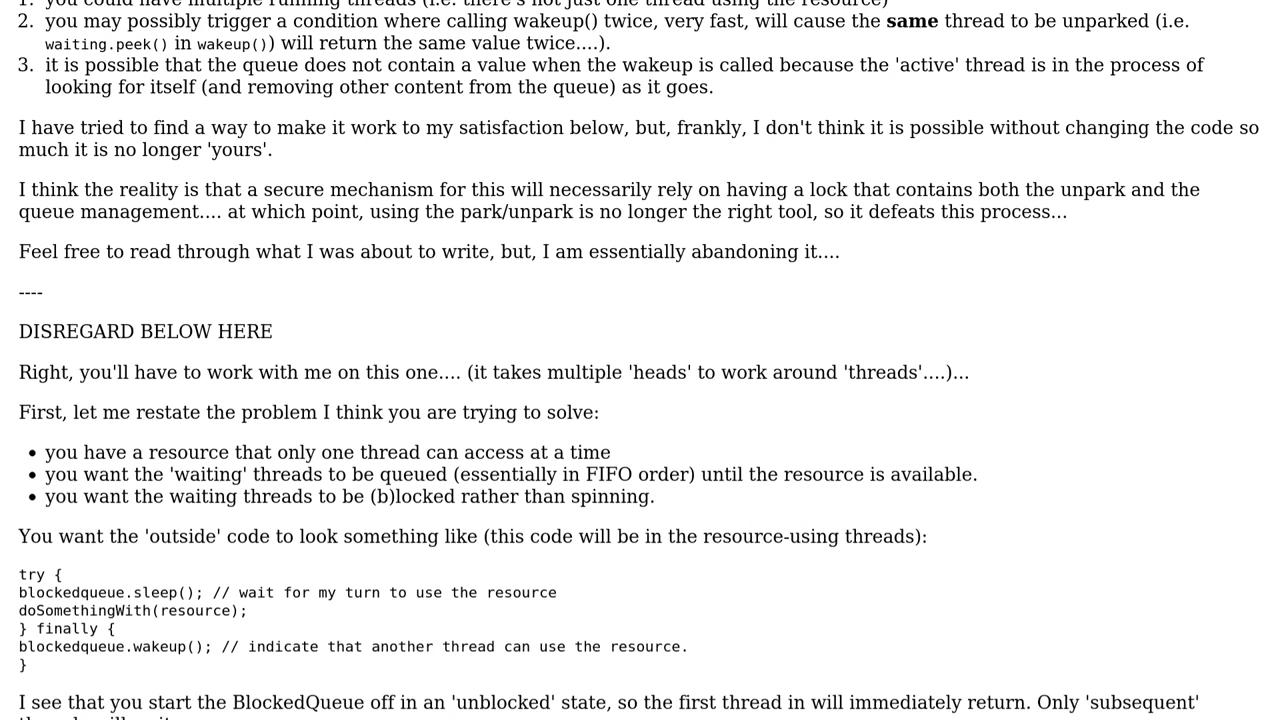 1. you could have multiple running threads (i.e. there's not just one thread using the resource)
2. you may possibly trigger a condition where calling wakeup() twice, very fast, will cause the same thread to be unparked (i.e.
waiting.peek() in wakeup()) will return the same value twice....).
3. it is possible that the queue does not contain a value when the wakeup is called because the 'active' thread is in the process of
looking for itself (and removing other content from the queue) as it goes.
I have tried to find a way to make it work to my satisfaction below, but, frankly, I don't think it is possible without changing the code so
much it is no longer 'yours'.
I think the reality is that a secure mechanism for this will necessarily rely on having a lock that contains both the unpark and the
queue management.... at which point, using the park/unpark is no longer the right tool, so it defeats this process...
Feel free to read through what I was about to write, but, I am essentially abandoning it....
----
DISREGARD BELOW HERE
Right, you'll have to work with me on this one.... (it takes multiple 'heads' to work around 'threads'....)...
First, let me restate the problem I think you are trying to solve:
• you have a resource that only one thread can access at a time
• you want the 'waiting' threads to be queued (essentially in FIFO order) until the resource is available.
• you want the waiting threads to be (b)locked rather than spinning.
You want the 'outside' code to look something like (this code will be in the resource-using threads):
try {
blockedqueue.sleep(); // wait for my turn to use the resource
doSomethingWith(resource);
} finally {
blockedqueue.wakeup(); // indicate that another thread can use the resource.
}
I see that you start the BlockedQueue off in an 'unblocked' state, so the first thread in will immediately return. Only 'subsequent'